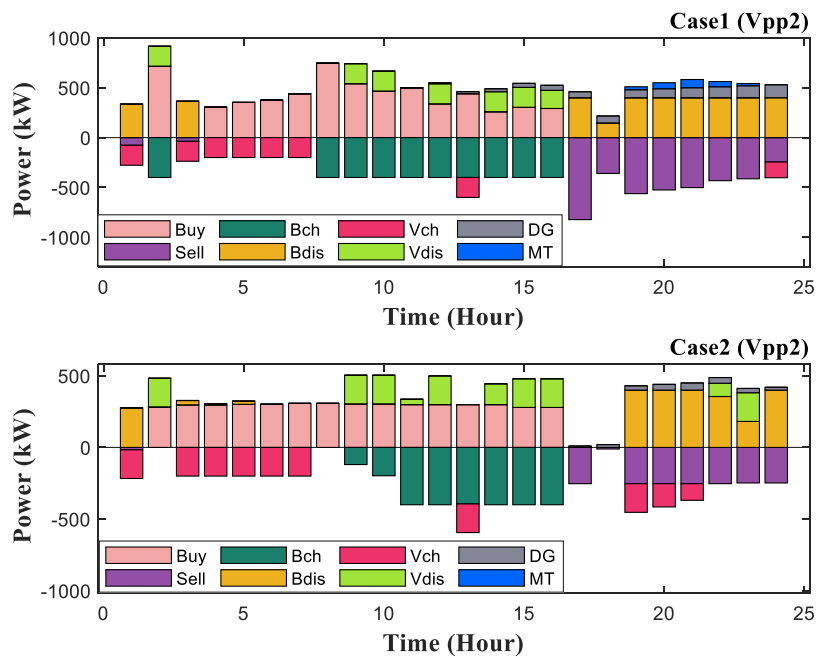 Case1 (Vpp2)
1000
500
0
-500
-1000
Power (kW)
Buy Bch Vch DG
Sell Bdis Vdis MT
0 5 10 15 20 25
Time (Hour)
Case2 (Vpp2)
500
0
-500
-1000
Power (kW)
Buy Bch Vch DG
Sell Bdis Vdis MT
0 5 10 15 20 25
Time (Hour)